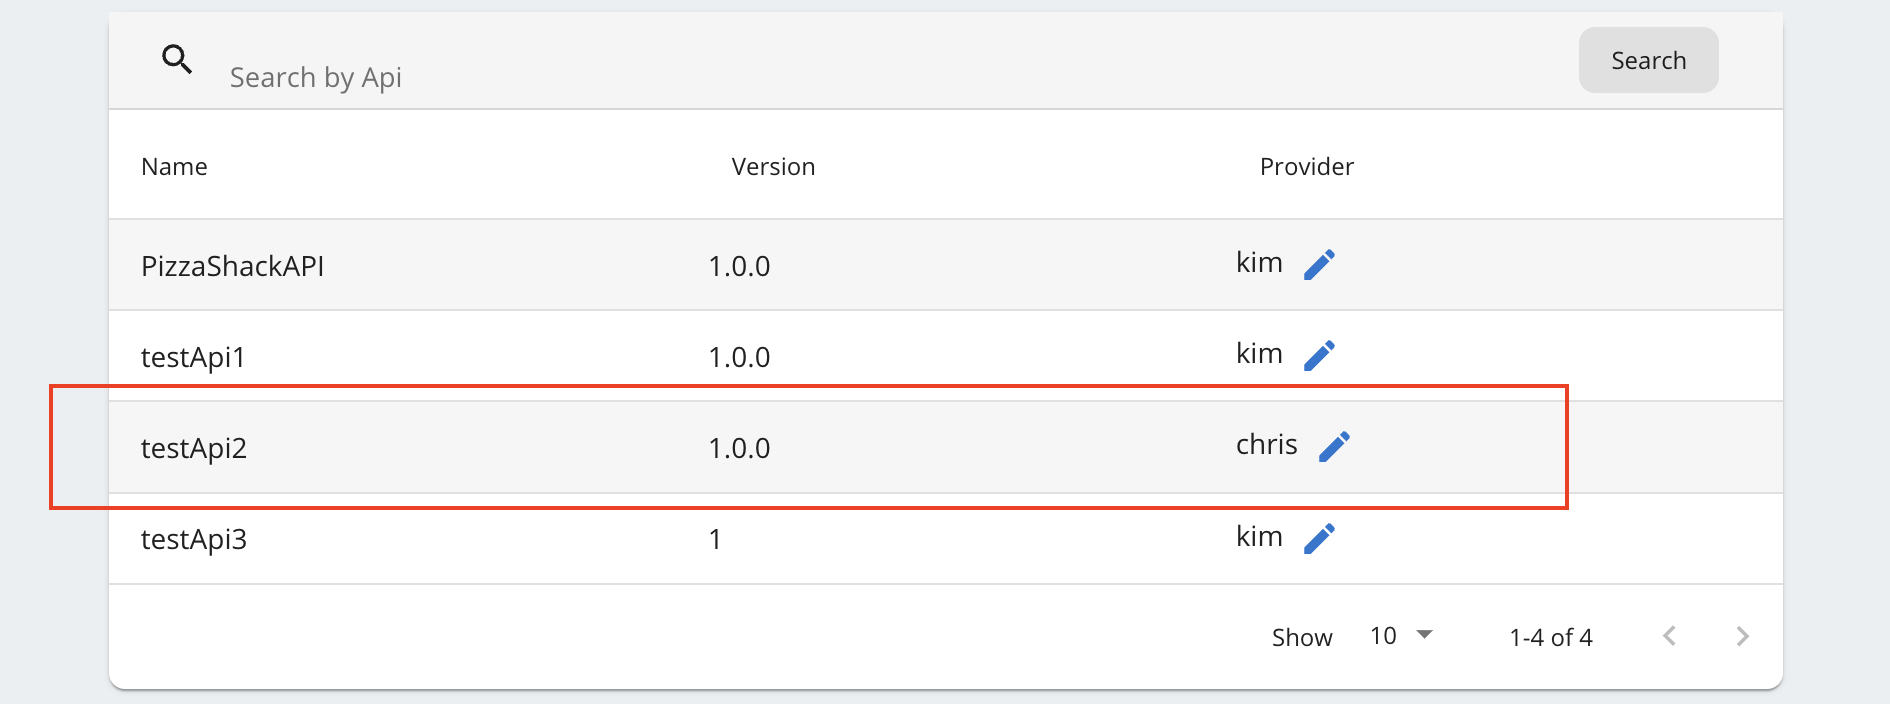 Search by Api Search
Name Version Provider
PizzaShackAPI 1.0.0 kim
testApi1 1.0.0 kim
testApi2 1.0.0 chris
testApi3 1 kim
Show 10 1-4 of 4